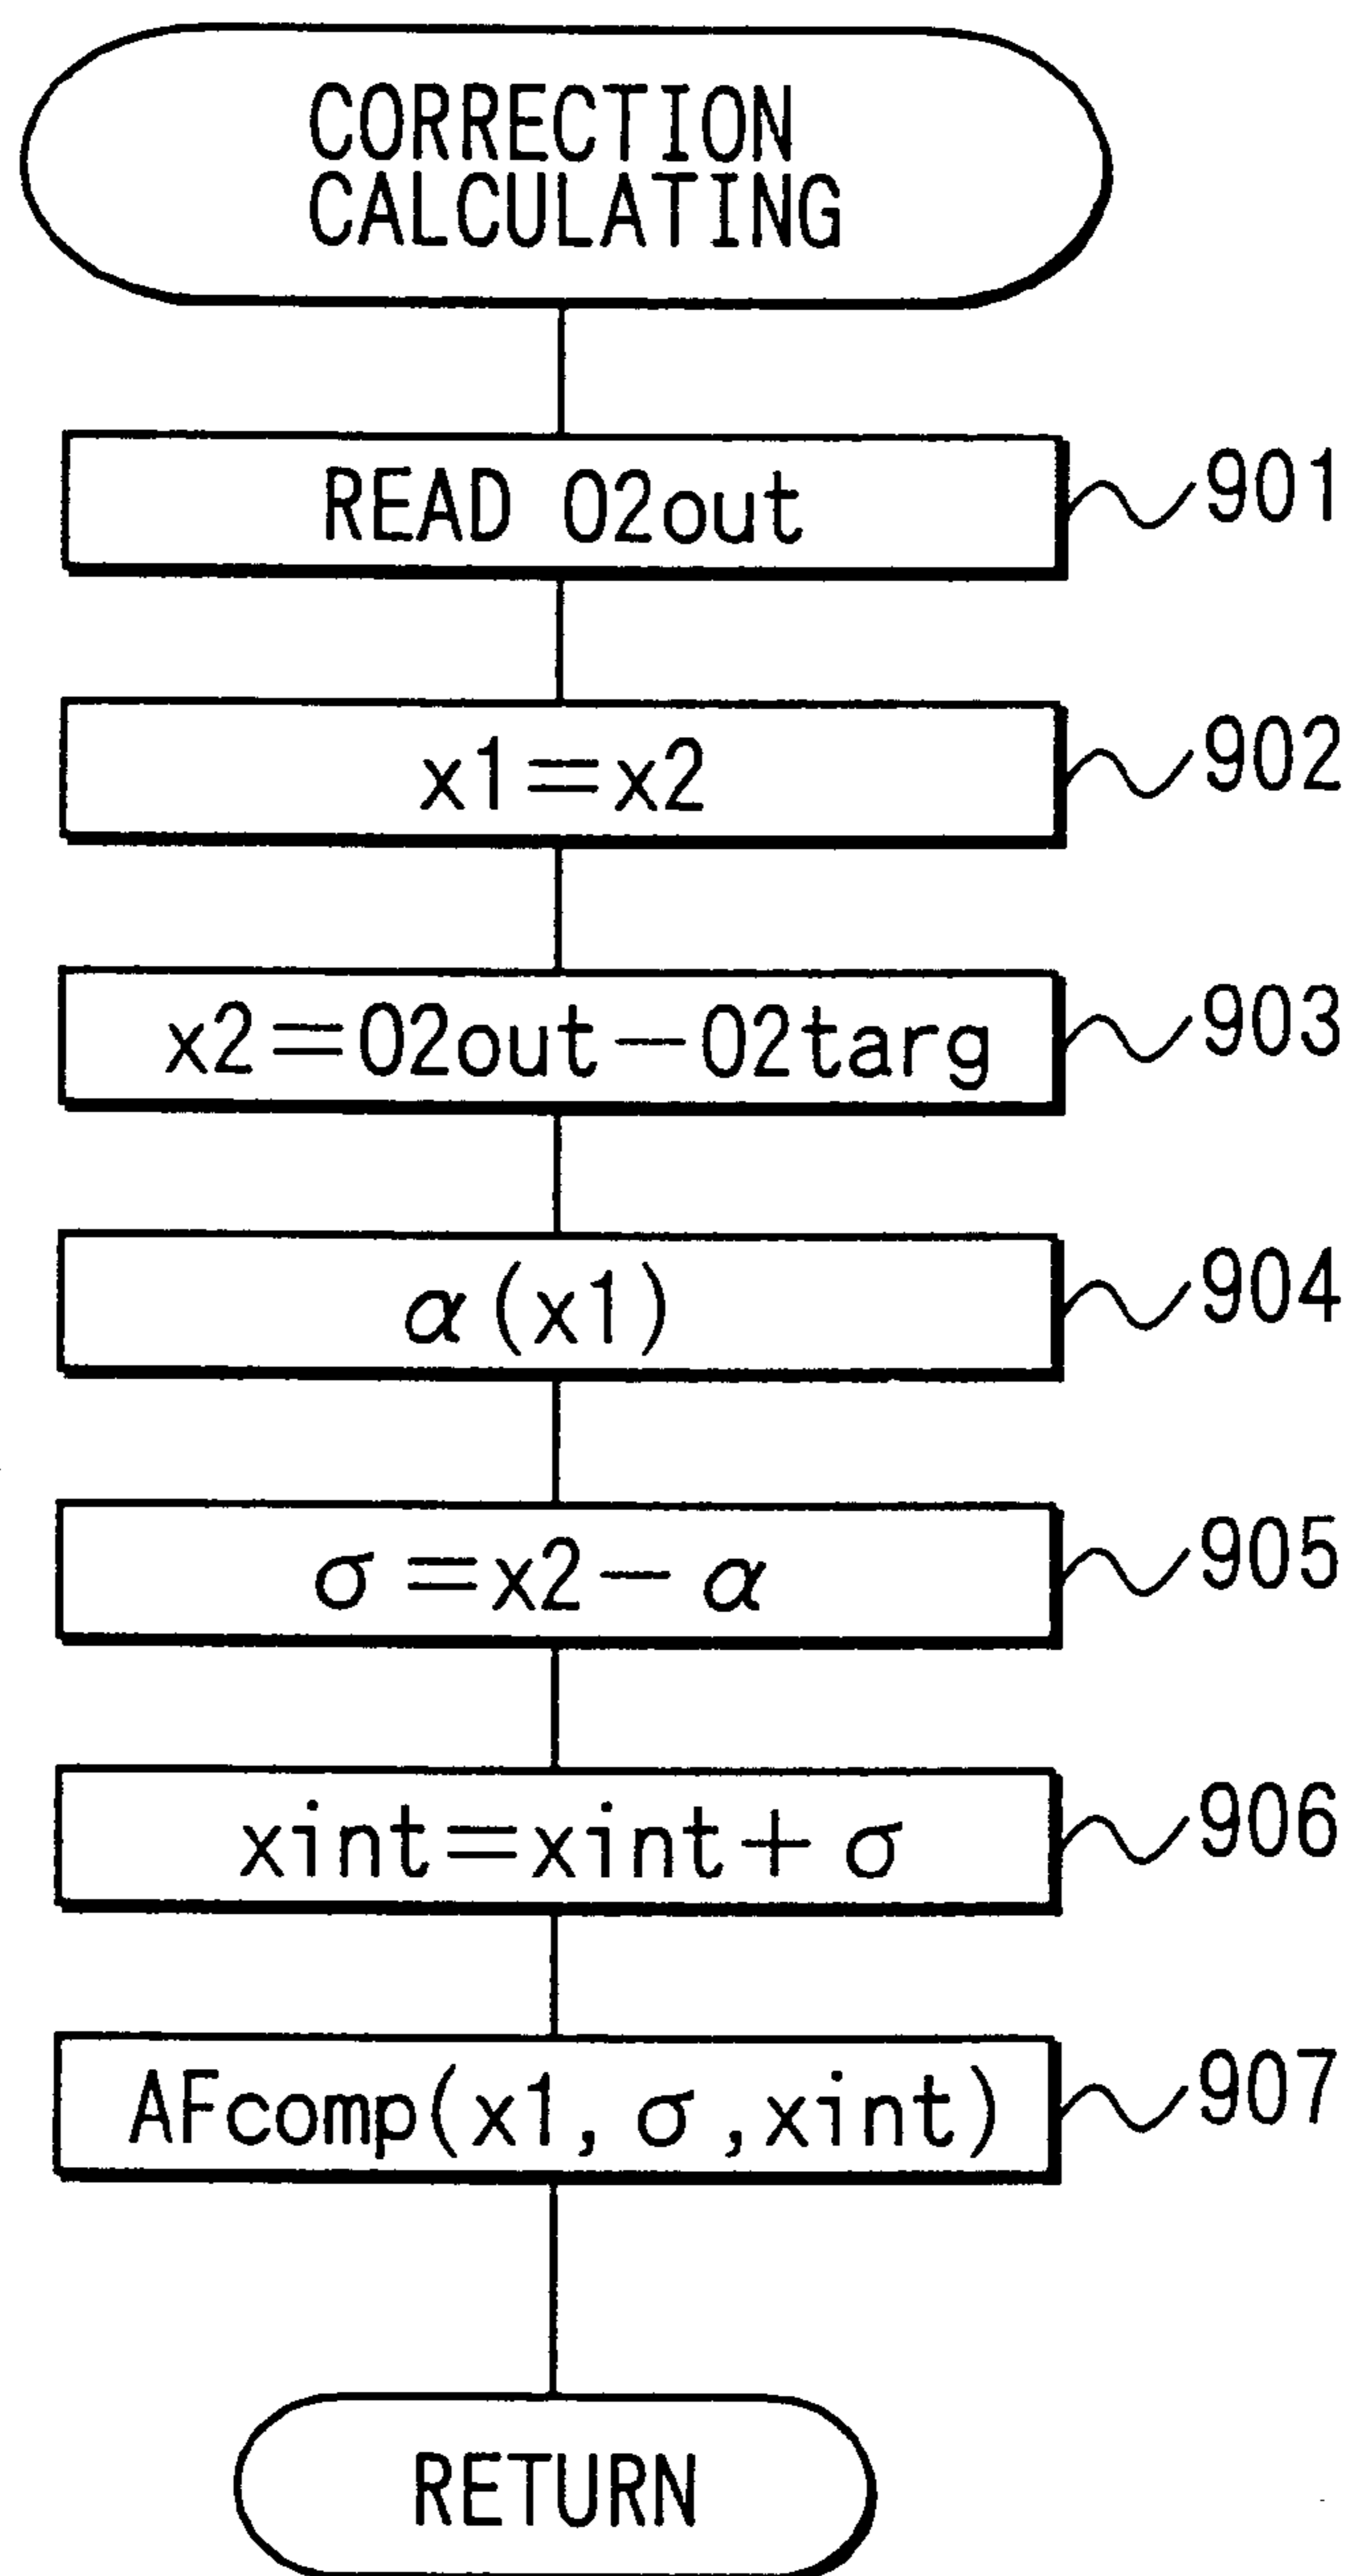 CORRECTION
CALCULATING
READ O2out
901
x1=x2
902
x2=O2out-O2targ
903
α(x1)
904
σ=x2-α
905
xint=xint+σ
906
AFcomp(x1, σ, xint)
907
RETURN